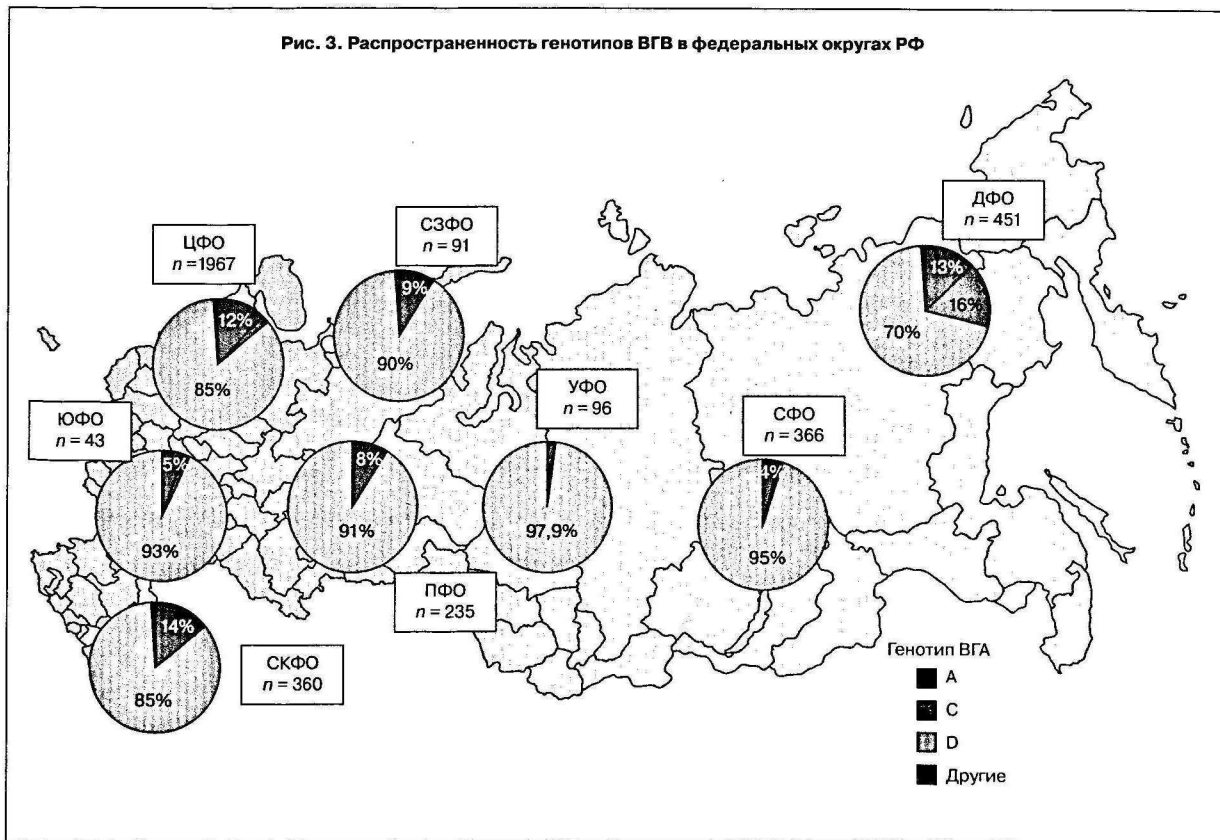 Рис. 3. Распространенность генотипов ВГВ в федеральных округах РФ
ДФО
n = 451
СЗФО
n = 91
ЦФО
n =1967
13%
16%
70%
9%
90%
12%
85%
УФО
n = 96
СФО
n = 366
ЮФО
n = 43
5%
93%
8%
91%
97,9%
4%
95%
ПФО
n = 235
14%
85%
СКФО
n = 360
Генотип ВГА
A
C
D
Другие